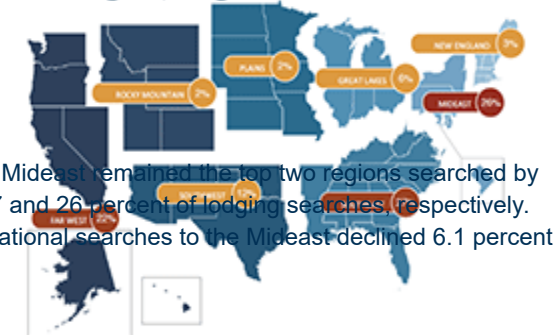 NEW ENGLAND 3%
PLAINS 2%
GREAT LAKES 6%
ROCKY MOUNTAIN 2%
MIDEAST 26%
Mideast remained the top two regions searched by
SOUTHWEST 12%
and 26 percent of lodging searches, respectively.
FAR WEST 22%
ational searches to the Mideast declined 6.1 percent